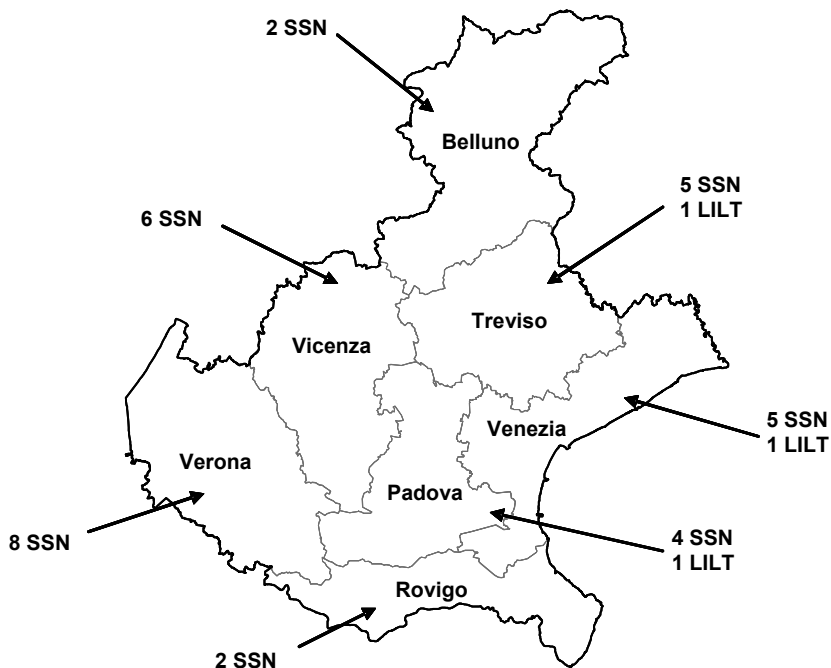 2 SSN
Belluno
5 SSN
1 LILT
6 SSN
Treviso
Vicenza
5 SSN
1 LILT
Venezia
Verona
Padova
8 SSN
4 SSN
1 LILT
Rovigo
2 SSN